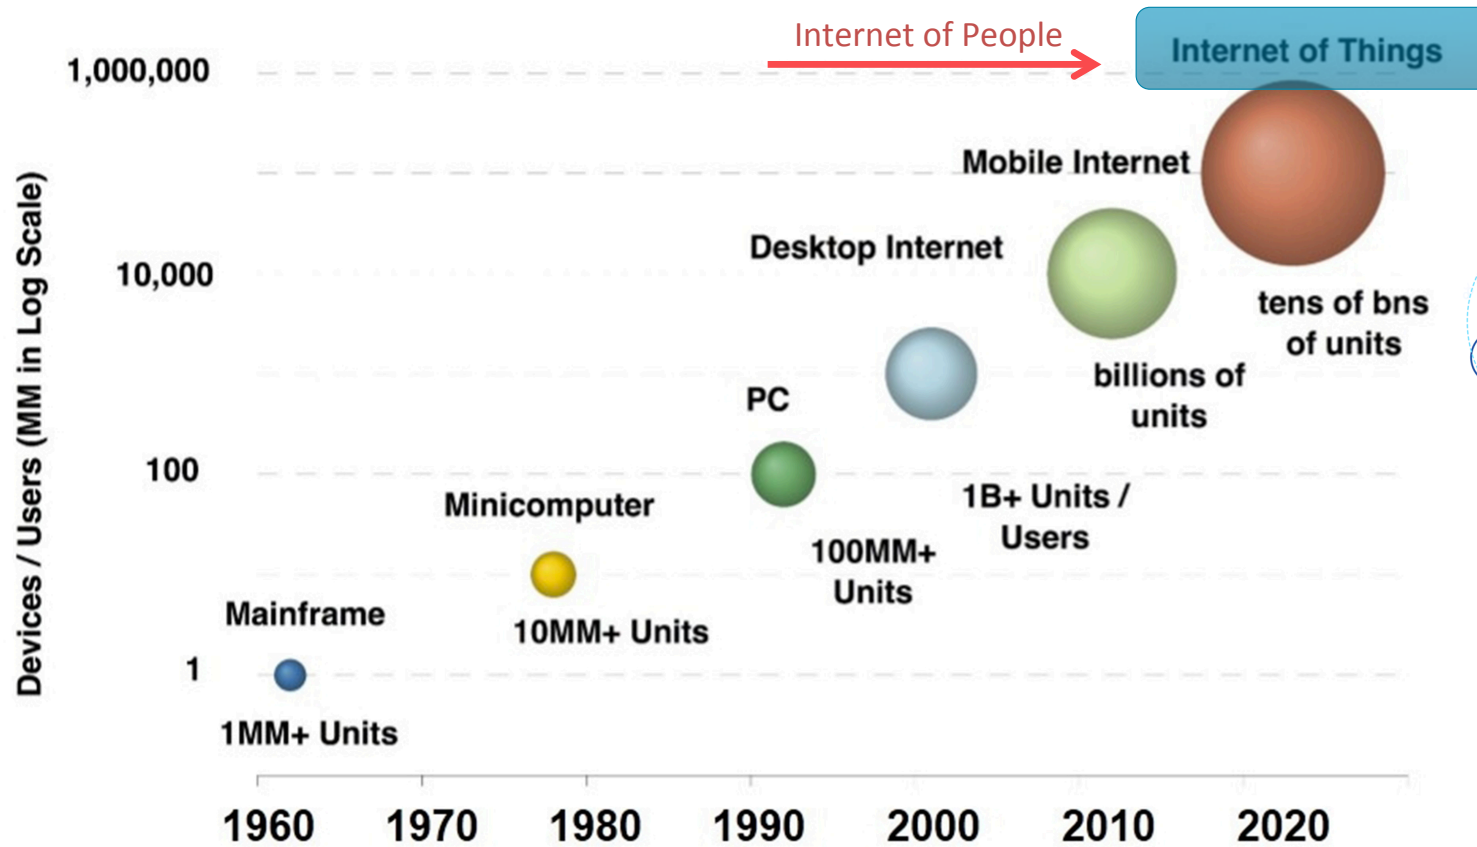 Internet of People
Internet of Things
1,000,000
Mobile Internet
Desktop Internet
10,000
tens of bns
of units
billions of
units
PC
100
Minicomputer
1B+ Units /
Users
100MM+
Units
Mainframe
10MM+ Units
1
1MM+ Units
Devices / Users (MM in Log Scale)
1960 1970 1980 1990 2000 2010 2020